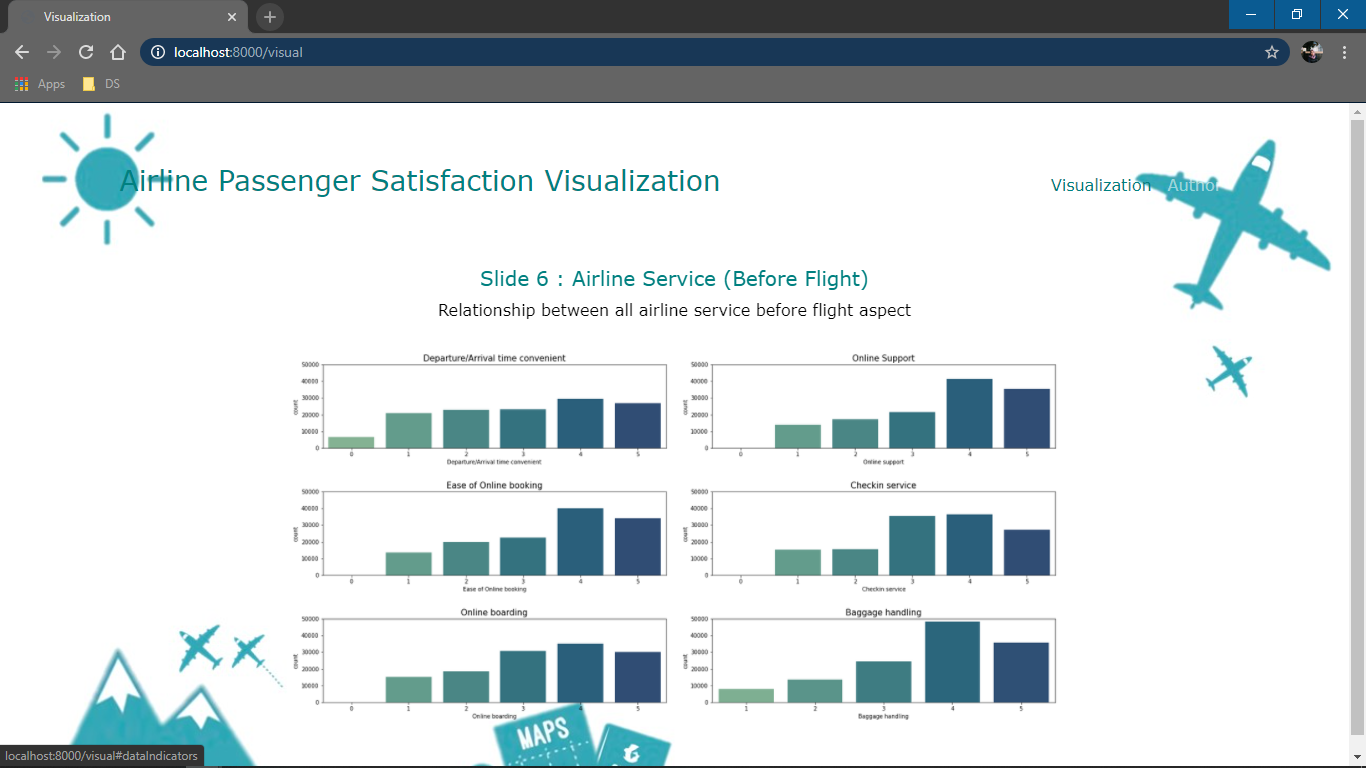 Visualization
localhost:8000/visual
Apps DS
Airline Passenger Satisfaction Visualization
Visualization Author
Slide 6 : Airline Service (Before Flight)
Relationship between all airline service before flight aspect
Departure/Arrival time convenient
50000
40000
30000
20000
10000
0
count
0 1 2 3 4 5
Departure/Arrival time convenient
Online Support
50000
40000
30000
20000
10000
0
count
0 1 2 3 4 5
Online support
Ease of Online booking
50000
40000
30000
20000
10000
0
count
0 1 2 3 4 5
Ease of Online booking
Checkin service
50000
40000
30000
20000
10000
0
count
0 1 2 3 4 5
Checkin service
Online boarding
50000
40000
30000
20000
10000
0
count
0 1 2 3 4 5
Online boarding
Baggage handling
50000
40000
30000
20000
10000
0
count
1 2 3 4 5
Baggage handling
MAPS
localhost:8000/visual#dataIndicators